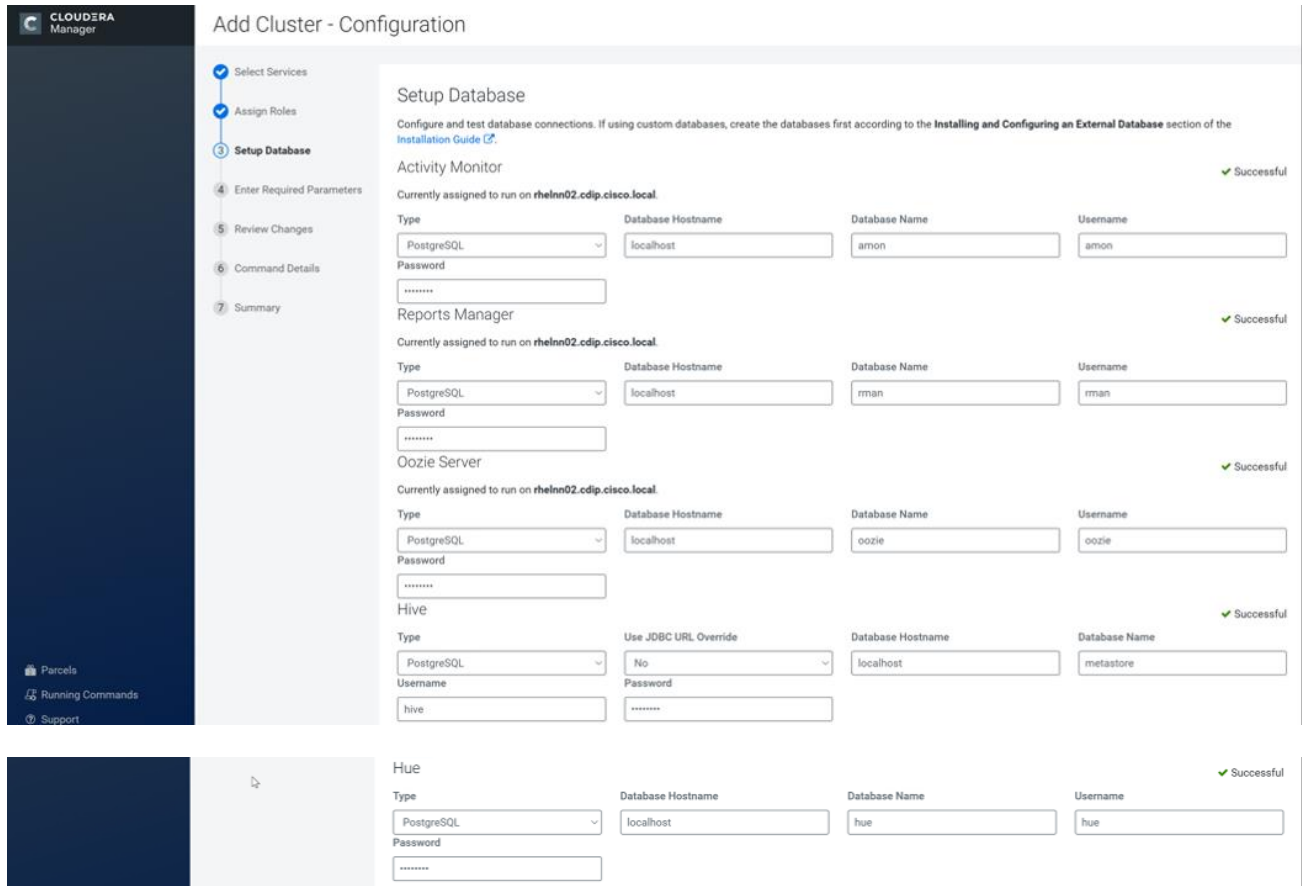 CLOUDERA
Manager
Add Cluster - Configuration
Select Services
Assign Roles
3 Setup Database
4 Enter Required Parameters
5 Review Changes
6 Command Details
7 Summary
Parcels
Running Commands
Support
Setup Database
Configure and test database connections. If using custom databases, create the databases first according to the Installing and Configuring an External Database section of the
Installation Guide.
Activity Monitor
Successful
Currently assigned to run on rhelnn02.cdip.cisco.local.
Type Database Hostname Database Name Username
PostgreSQL localhost amon amon
Password
••••••••
Reports Manager
Successful
Currently assigned to run on rhelnn02.cdip.cisco.local.
Type Database Hostname Database Name Username
PostgreSQL localhost rman rman
Password
••••••••
Oozie Server
Successful
Currently assigned to run on rhelnn02.cdip.cisco.local.
Type Database Hostname Database Name Username
PostgreSQL localhost oozie oozie
Password
••••••••
Hive
Successful
Type Use JDBC URL Override Database Hostname Database Name
PostgreSQL No localhost metastore
Username Password
hive ••••••••
Hue
Successful
Type Database Hostname Database Name Username
PostgreSQL localhost hue hue
Password
••••••••